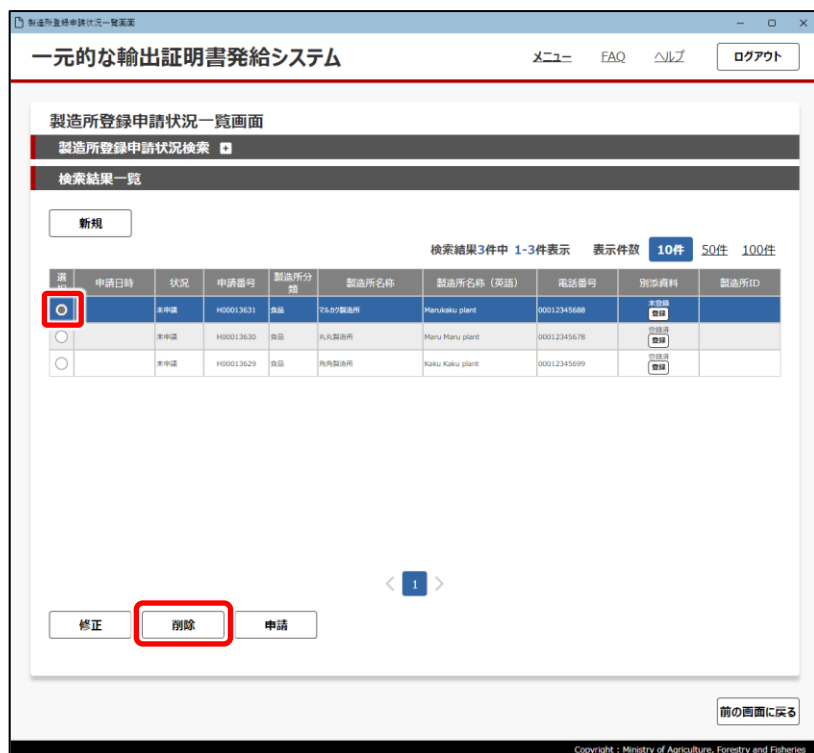 製造所登録申請状況一覧画面
一元的な輸出証明書発給システム メニュー FAQ ヘルプ ログアウト
製造所登録申請状況一覧画面
製造所登録申請状況検索
検索結果一覧
新規
検索結果3件中 1-3件表示 表示件数 10件 50件 100件
選択 申請日時 状況 申請番号 製造所分類 製造所名称 製造所名称（英語） 電話番号 別添資料 製造所ID
未申請 H00013631 食品 マルカク製造所 Marukaku plant 00012345688 未登録 登録
未申請 H00013630 食品 丸丸製造所 Maru Maru plant 00012345678 登録済 登録
未申請 H00013629 食品 角角製造所 Kaku Kaku plant 00012345699 登録済 登録
1
修正 削除 申請
前の画面に戻る
Copyright : Ministry of Agriculture, Forestry and Fisheries